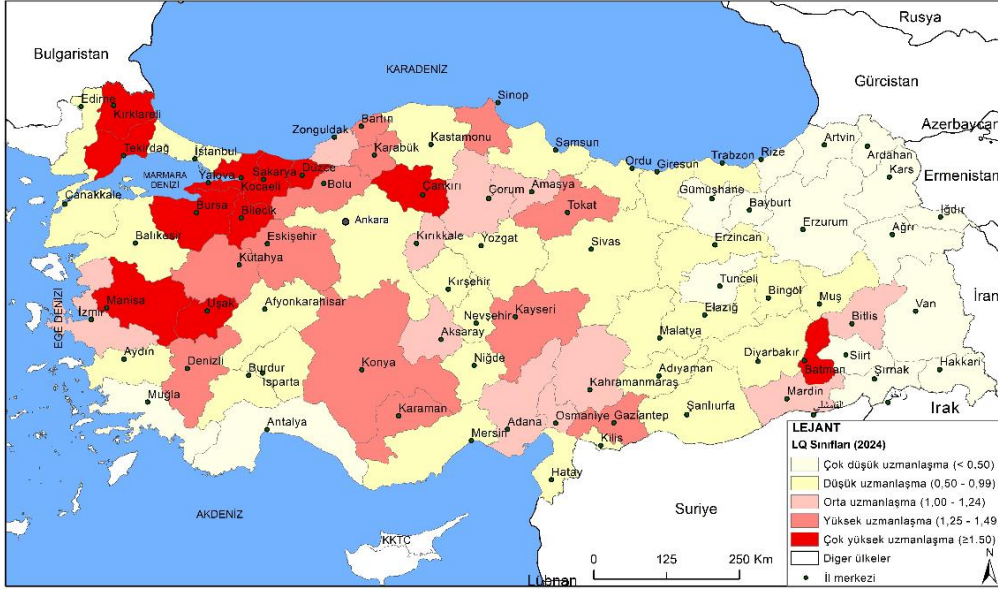 Rusya
Bulgaristan
KARADENİZ
Gürcistan
Sinop
Edirne
Kırklareli
Bartın
Zonguldak
Kastamonu
Azerbaycan
Artvin
Tekirdağ
İstanbul
Karabük
Samsun
Ordu
Giresun
Trabzon
Rize
Ardahan
Kars
MARMARA
DENİZİ
Yalova
Kocaeli
Sakarya
Düzce
Bolu
Çankırı
Çorum
Amasya
Tokat
Gümüşhane
Bayburt
Ermenistan
Çanakkale
Bursa
Bilecik
Ankara
Erzurum
Iğdır
Ağrı
Balıkesir
Eskişehir
Kırıkkale
Yozgat
Sivas
Erzincan
Kütahya
Tunceli
Bingöl
Muş
Van
İran
EGE DENİZİ
Manisa
İzmir
Uşak
Afyonkarahisar
Kırşehir
Nevşehir
Kayseri
Elazığ
Malatya
Bitlis
Aksaray
Aydın
Denizli
Burdur
Isparta
Konya
Niğde
Diyarbakır
Batman
Siirt
Adıyaman
Şırnak
Hakkari
Muğla
Kahramanmaraş
Mardin
Karaman
Antalya
Mersin
Adana
Osmaniye
Gaziantep
Şanlıurfa
Kilis
Irak
Hatay
AKDENİZ
KKTC
Suriye
Lübnan
0
125
250 Km
LEJANT
LQ Sınıfları (2024)
Çok düşük uzmanlaşma (< 0.50)
Düşük uzmanlaşma (0,50 - 0,99)
Orta uzmanlaşma (1,00 - 1,24)
Yüksek uzmanlaşma (1,25 - 1,49
Çok yüksek uzmanlaşma (≥1.50)
Diger ülkeler
İl merkezi
N